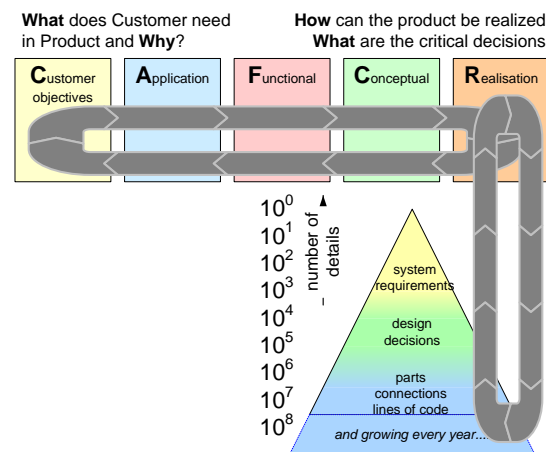 What does Customer need
in Product and Why?
How can the product be realized
What are the critical decisions
Customer
objectives
Application
Functional
Conceptual
Realisation
number of
details
10^0
10^1
10^2
10^3
10^4
10^5
10^6
10^7
10^8
system
requirements
design
decisions
parts
connections
lines of code
and growing every year....